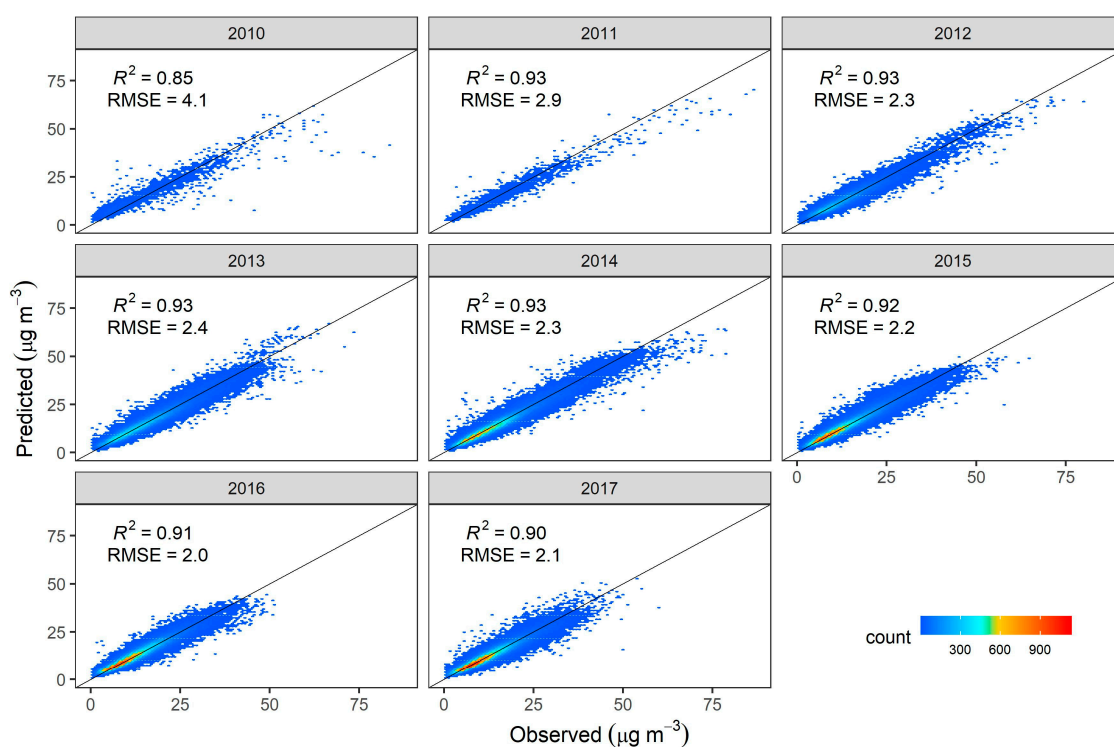 2010
2011
2012
R² = 0.85
RMSE = 4.1
R² = 0.93
RMSE = 2.9
R² = 0.93
RMSE = 2.3
75
50
25
0
2013
2014
2015
R² = 0.93
RMSE = 2.4
R² = 0.93
RMSE = 2.3
R² = 0.92
RMSE = 2.2
75
50
25
0
Predicted (μg m⁻³)
0 25 50 75
2016
2017
R² = 0.91
RMSE = 2.0
R² = 0.90
RMSE = 2.1
75
50
25
0
0 25 50 75
0 25 50 75
Observed (μg m⁻³)
count
300 600 900